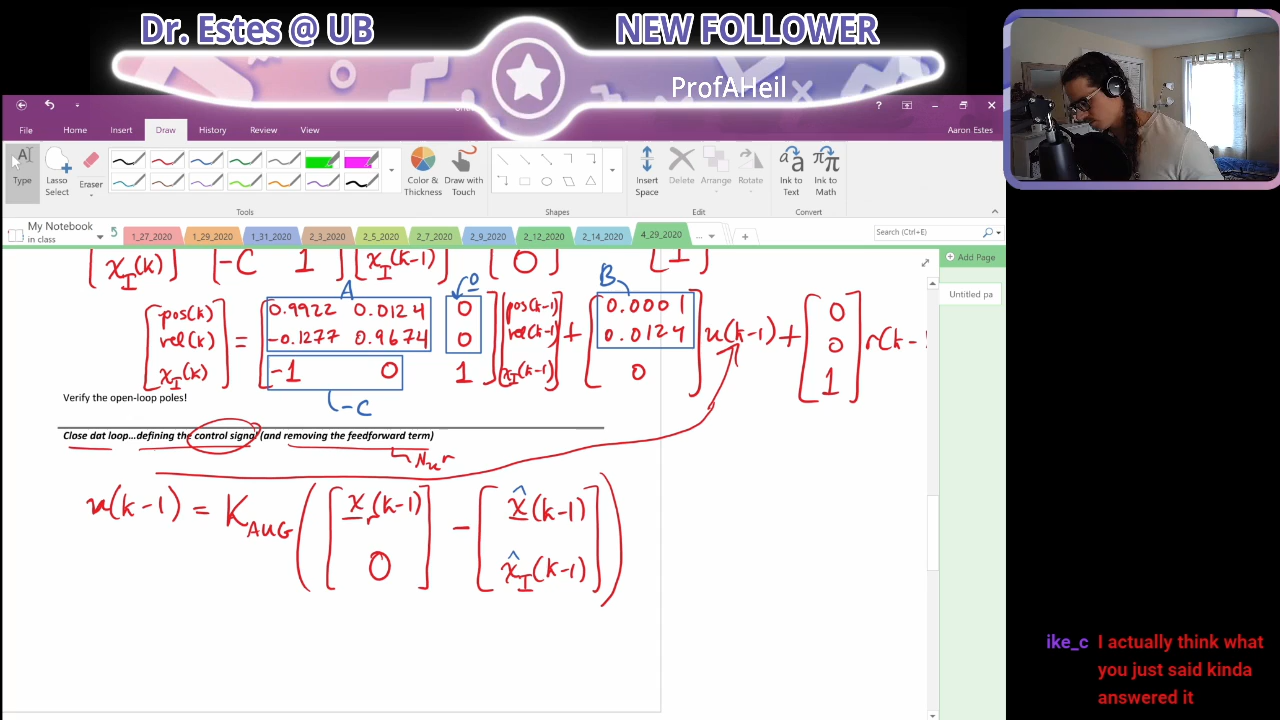 Dr. Estes @ UB
NEW FOLLOWER
ProfAHeil
File Home Insert Draw History Review View
Aaron Estes
Type
Lasso Select
Eraser
Color & Thickness
Draw with Touch
Insert Space
Delete
Arrange
Rotate
Ink to Text
Ink to Math
Tools
Shapes
Edit
Convert
My Notebook
in class
1_27_2020 1_29_2020 1_31_2020 2_3_2020 2_5_2020 2_7_2020 2_9_2020 2_12_2020 2_14_2020 4_29_2020 ... +
Search (Ctrl+E)
Add Page
Untitled pa
x_I(k) -C 1 x_I(k-1) 0 1
A 0 B
pos(k) 0.9922 0.0124 0 pos(k-1) 0.0001 0
vel(k) = -0.1277 0.9674 0 vel(k-1) + 0.0124 u(k-1) + 0 r(k-
x_I(k) -1 0 1 x_I(k-1) 0 1
-C
Verify the open-loop poles!
Close dat loop...defining the control signal (and removing the feedforward term)
N_u r
u(k-1) = K_AUG ( [ x_r(k-1) ] - [ x̂(k-1) ] )
0 x̂_I(k-1)
ike_c I actually think what
you just said kinda
answered it